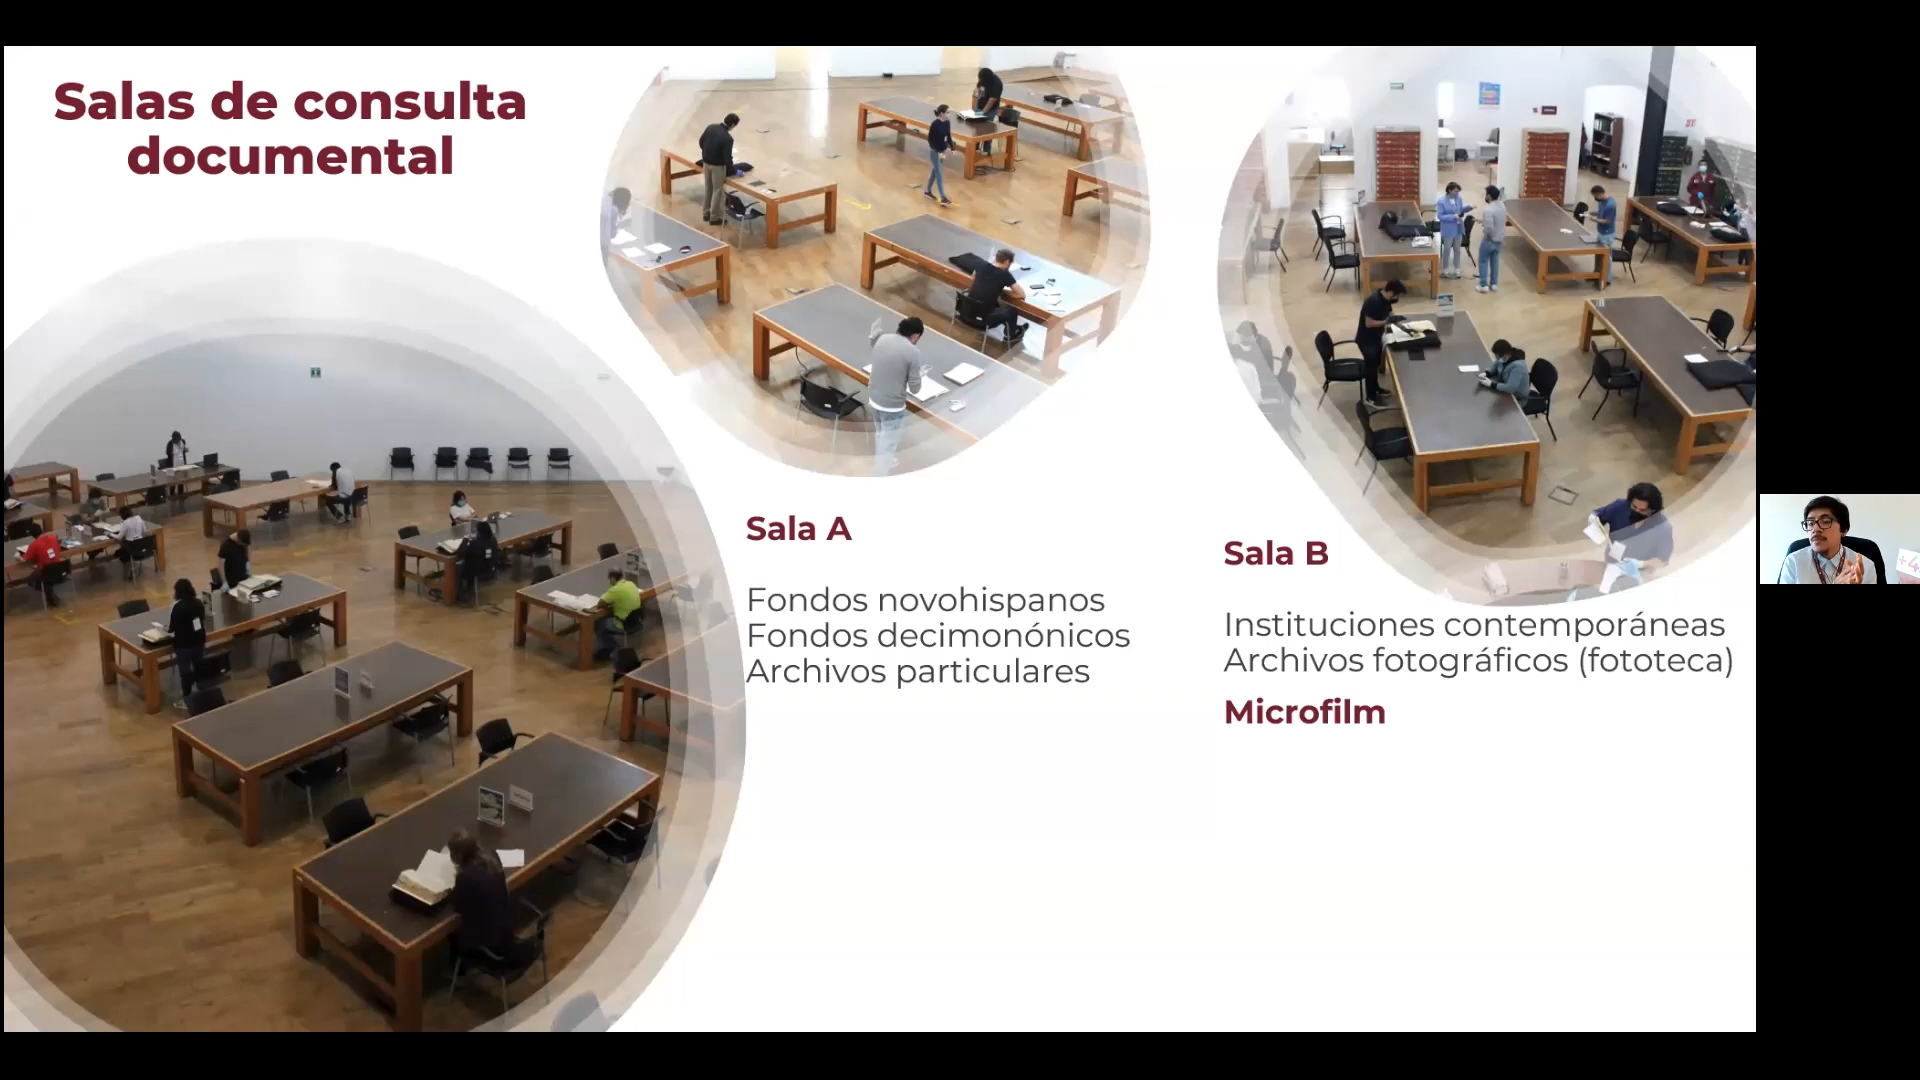 Salas de consulta
documental
Sala A
Fondos novohispanos
Fondos decimonónicos
Archivos particulares
Sala B
Instituciones contemporáneas
Archivos fotográficos (fototeca)
Microfilm